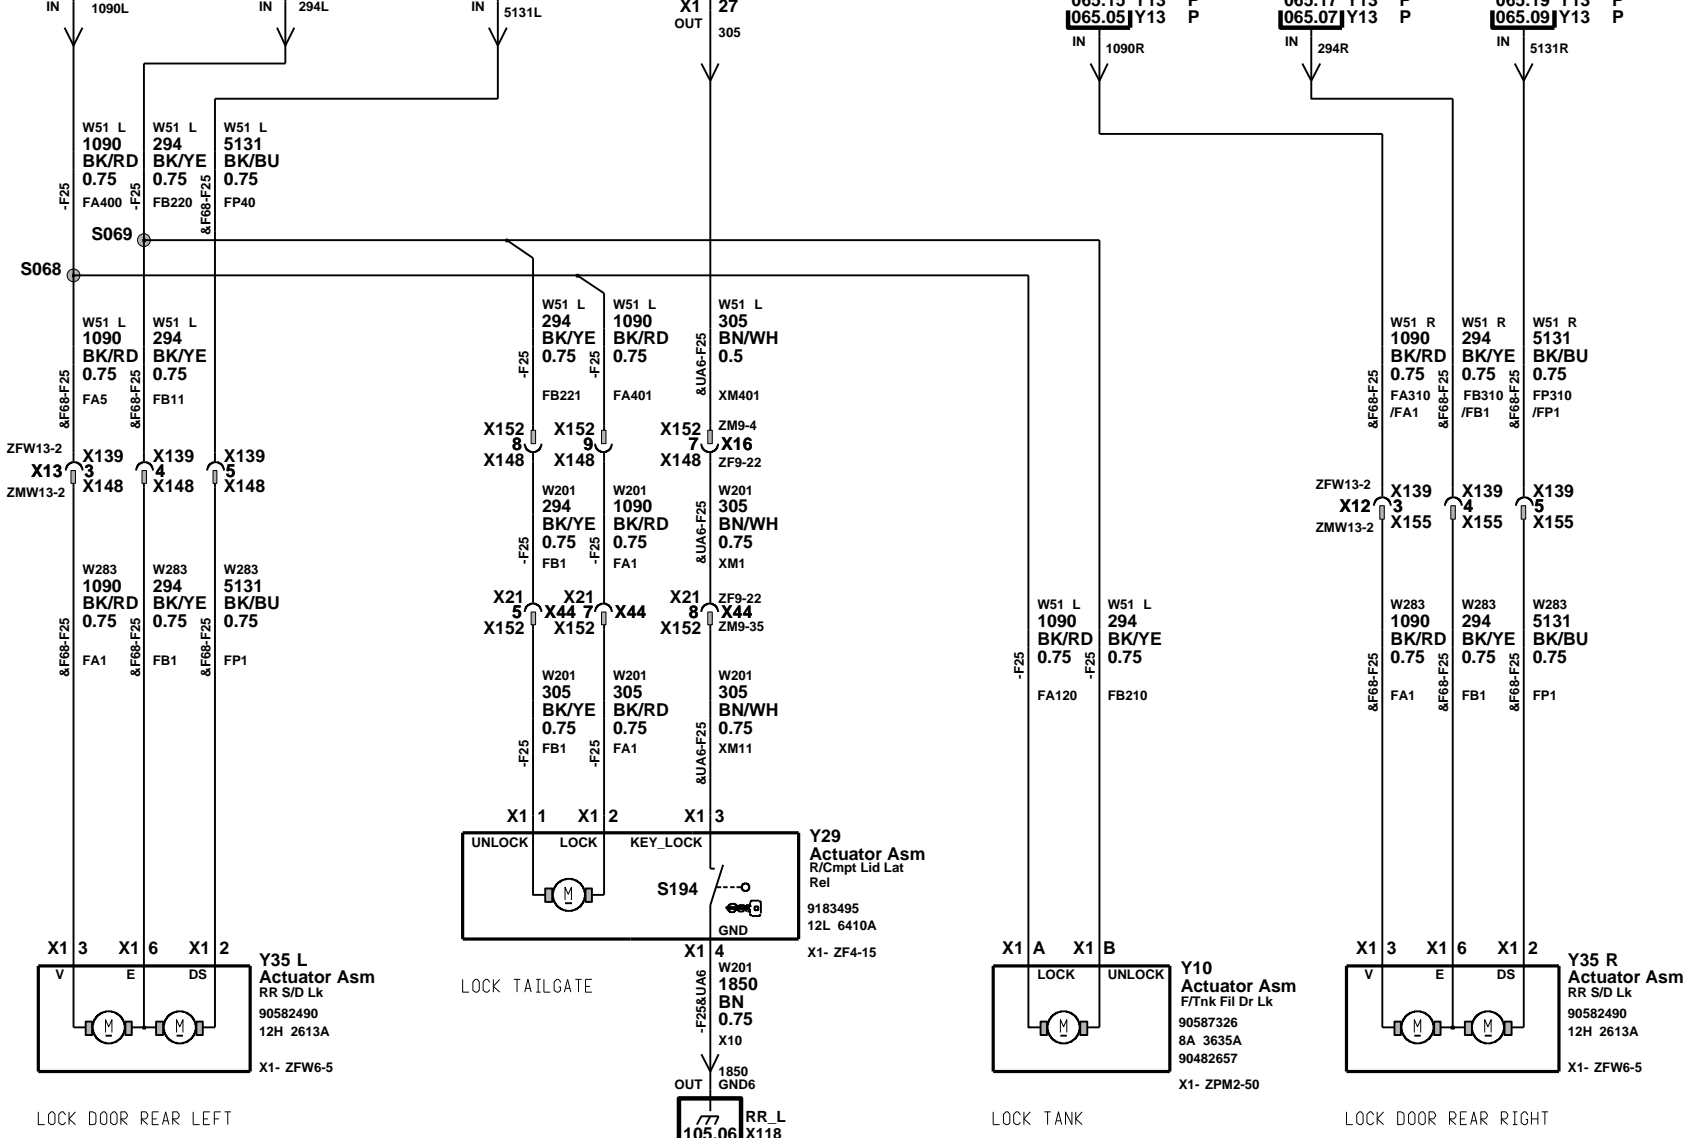 IN 1090L
IN 294L
5131L
X1 27
OUT 305
065.05 Y13 P
065.07 Y13 P
065.09 Y13 P
IN 1090R
IN 294R
IN 5131R
W51 L W51 L W51 L
1090 294 5131
BK/RD BK/YE BK/BU
0.75 0.75 0.75
-F25 -F25 &F68-F25
FA400 FB220 FP40
S069
S068
W51 L W51 L
1090 294
BK/RD BK/YE
0.75 0.75
&F68-F25 &F68-F25
FA5 FB11
W51 L W51 L W51 L
294 1090 305
BK/YE BK/RD BN/WH
0.75 0.75 0.5
-F25 -F25 &UA6-F25
FB221 FA401 XM401
W51 R W51 R W51 R
1090 294 5131
BK/RD BK/YE BK/BU
0.75 0.75 0.75
&F68-F25 &F68-F25 &F68-F25
FA310 FB310 FP310
/FA1 /FB1 /FP1
ZFW13-2 X139 X139 X139
X13 3 4 5
ZMW13-2 X148 X148 X148
X152 X152 X152 ZM9-4
8 9 7 X16
X148 X148 X148 ZF9-22
ZFW13-2 X139 X139 X139
X12 3 4 5
ZMW13-2 X155 X155 X155
W201 W201 W201
294 1090 305
BK/YE BK/RD BN/WH
0.75 0.75 0.75
-F25 -F25 &UA6-F25
FB1 FA1 XM1
W283 W283 W283
1090 294 5131
BK/RD BK/YE BK/BU
0.75 0.75 0.75
&F68-F25 &F68-F25 &F68-F25
FA1 FB1 FP1
X21 X21 X21 ZF9-22
5 X44 7 X44 8 X44
X152 X152 X152 ZM9-35
W51 L W51 L
1090 294
BK/RD BK/YE
0.75 0.75
-F25 -F25
FA120 FB210
W283 W283 W283
1090 294 5131
BK/RD BK/YE BK/BU
0.75 0.75 0.75
&F68-F25 &F68-F25 &F68-F25
FA1 FB1 FP1
W201 W201 W201
305 305 305
BK/YE BK/RD BN/WH
0.75 0.75 0.75
-F25 -F25 &UA6-F25
FB1 FA1 XM11
X1 1 X1 2 X1 3
UNLOCK LOCK KEY_LOCK
M
S194
GND
Y29
Actuator Asm
R/Cmpt Lid Lat
Rel
9183495
12L 6410A
X1- ZF4-15
X1 4
W201
1850
BN
0.75
-F25&UA6
X10
1850
OUT GND6
RR_L
105.06 X118
LOCK TAILGATE
X1 3 X1 6 X1 2
V E DS
M M
Y35 L
Actuator Asm
RR S/D Lk
90582490
12H 2613A
X1- ZFW6-5
LOCK DOOR REAR LEFT
X1 A X1 B
LOCK UNLOCK
M
Y10
Actuator Asm
F/Tnk Fil Dr Lk
90587326
8A 3635A
90482657
X1- ZPM2-50
LOCK TANK
X1 3 X1 6 X1 2
V E DS
M M
Y35 R
Actuator Asm
RR S/D Lk
90582490
12H 2613A
X1- ZFW6-5
LOCK DOOR REAR RIGHT